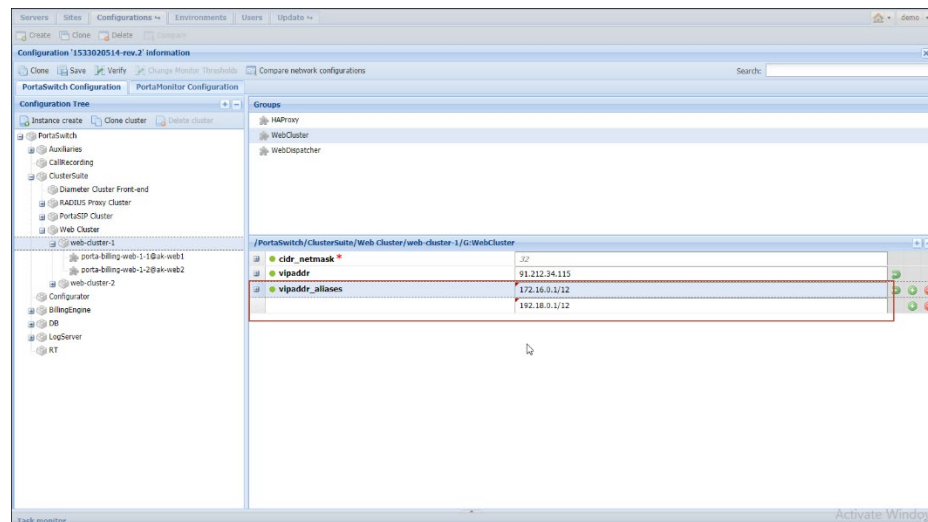 Servers Sites Configurations Environments Users Update demo
Create Clone Delete Compare
Configuration '1533020514-rev.2' information
Clone Save Verify Change Monitor Thresholds Compare network configurations Search:
PortaSwitch Configuration PortaMonitor Configuration
Configuration Tree
Instance create Clone cluster Delete cluster
PortaSwitch
Auxiliaries
CallRecording
ClusterSuite
Diameter Cluster Front-end
RADIUS Proxy Cluster
PortaSIP Cluster
Web Cluster
web-cluster-1
porta-billing-web-1-1@ak-web1
porta-billing-web-1-2@ak-web2
web-cluster-2
Configurator
BillingEngine
DB
LogServer
RT
Groups
HAProxy
WebCluster
WebDispatcher
/PortaSwitch/ClusterSuite/Web Cluster/web-cluster-1/G:WebCluster
cidr_netmask * 32
vipaddr 91.212.34.115
vipaddr_aliases 172.16.0.1/12
192.18.0.1/12
Task monitor
Activate Window